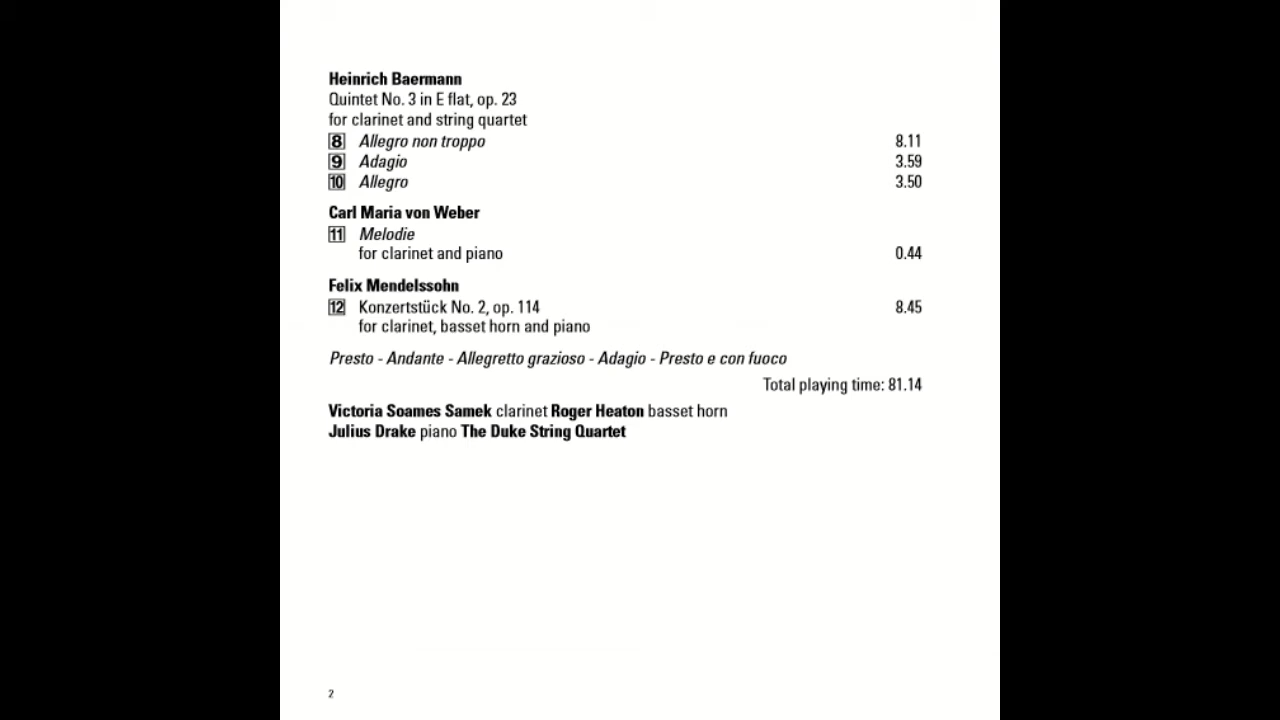 Heinrich Baermann
Quintet No. 3 in E flat, op. 23
for clarinet and string quartet
8 Allegro non troppo 8.11
9 Adagio 3.59
10 Allegro 3.50
Carl Maria von Weber
11 Melodie
for clarinet and piano 0.44
Felix Mendelssohn
12 Konzertstück No. 2, op. 114 8.45
for clarinet, basset horn and piano
Presto - Andante - Allegretto grazioso - Adagio - Presto e con fuoco
Total playing time: 81.14
Victoria Soames Samek clarinet Roger Heaton basset horn
Julius Drake piano The Duke String Quartet
2